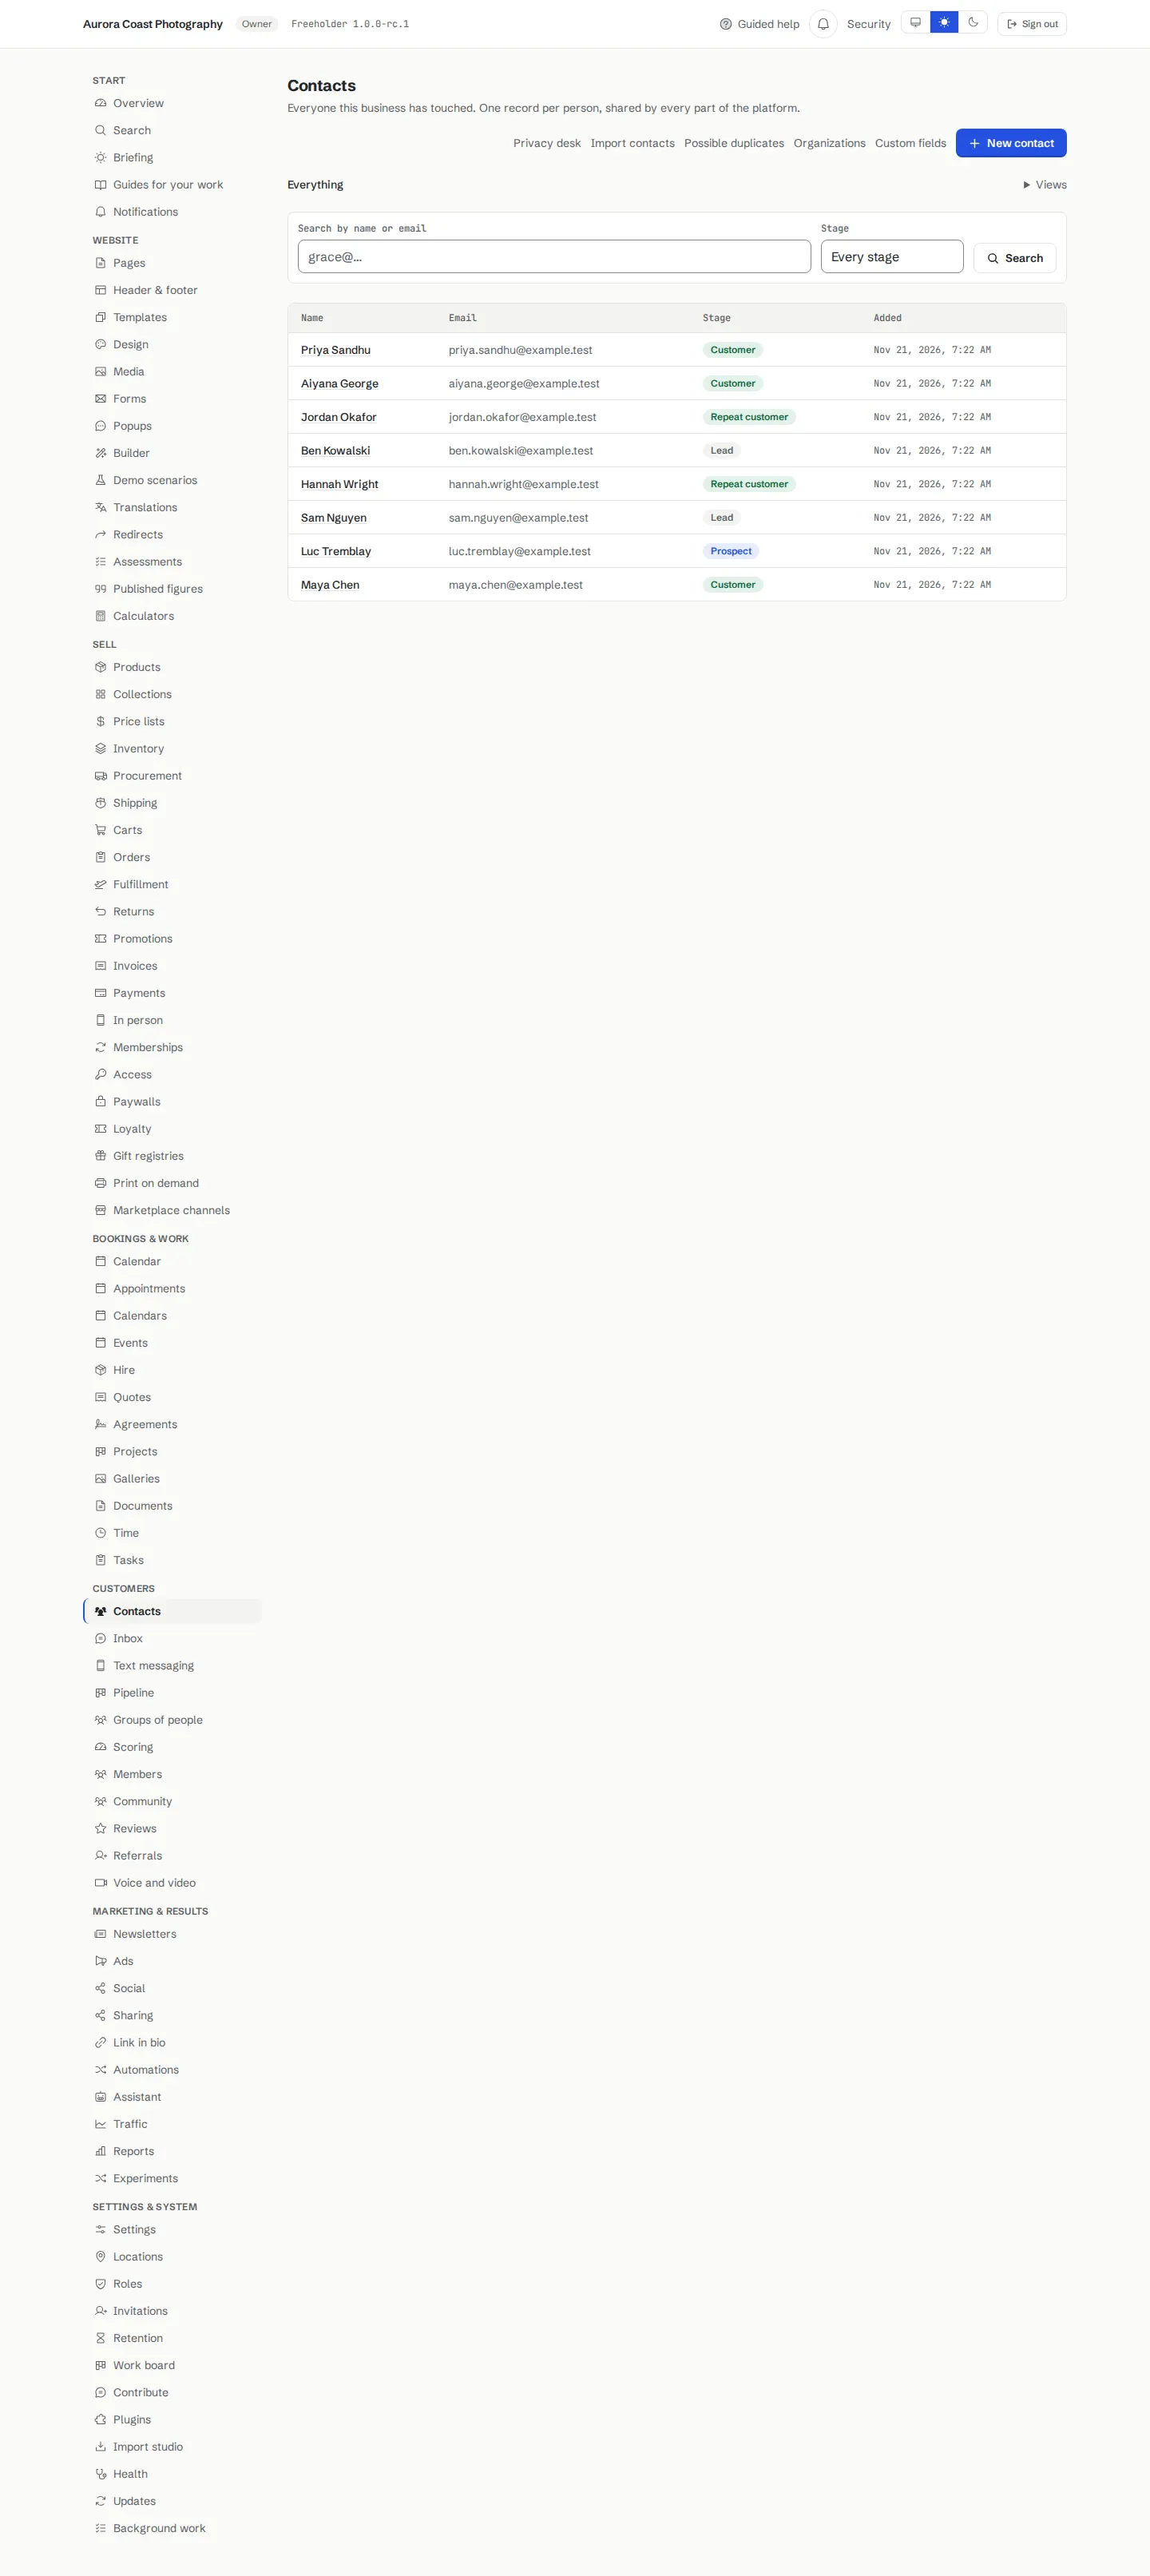 Aurora Coast Photography Owner Freeholder 1.0.0-rc.1 Guided help Security Sign out
START
Overview
Search
Briefing
Guides for your work
Notifications
WEBSITE
Pages
Header & footer
Templates
Design
Media
Forms
Popups
Builder
Demo scenarios
Translations
Redirects
Assessments
Published figures
Calculators
SELL
Products
Collections
Price lists
Inventory
Procurement
Shipping
Carts
Orders
Fulfillment
Returns
Promotions
Invoices
Payments
In person
Memberships
Access
Paywalls
Loyalty
Gift registries
Print on demand
Marketplace channels
BOOKINGS & WORK
Calendar
Appointments
Calendars
Events
Hire
Quotes
Agreements
Projects
Galleries
Documents
Time
Tasks
CUSTOMERS
Contacts
Inbox
Text messaging
Pipeline
Groups of people
Scoring
Members
Community
Reviews
Referrals
Voice and video
MARKETING & RESULTS
Newsletters
Ads
Social
Sharing
Link in bio
Automations
Assistant
Traffic
Reports
Experiments
SETTINGS & SYSTEM
Settings
Locations
Roles
Invitations
Retention
Work board
Contribute
Plugins
Import studio
Health
Updates
Background work
Contacts
Everyone this business has touched. One record per person, shared by every part of the platform.
Privacy desk Import contacts Possible duplicates Organizations Custom fields New contact
Everything Views
Search by name or email Stage
grace@... Every stage Search
Name Email Stage Added
Priya Sandhu priya.sandhu@example.test Customer Nov 21, 2026, 7:22 AM
Aiyana George aiyana.george@example.test Customer Nov 21, 2026, 7:22 AM
Jordan Okafor jordan.okafor@example.test Repeat customer Nov 21, 2026, 7:22 AM
Ben Kowalski ben.kowalski@example.test Lead Nov 21, 2026, 7:22 AM
Hannah Wright hannah.wright@example.test Repeat customer Nov 21, 2026, 7:22 AM
Sam Nguyen sam.nguyen@example.test Lead Nov 21, 2026, 7:22 AM
Luc Tremblay luc.tremblay@example.test Prospect Nov 21, 2026, 7:22 AM
Maya Chen maya.chen@example.test Customer Nov 21, 2026, 7:22 AM